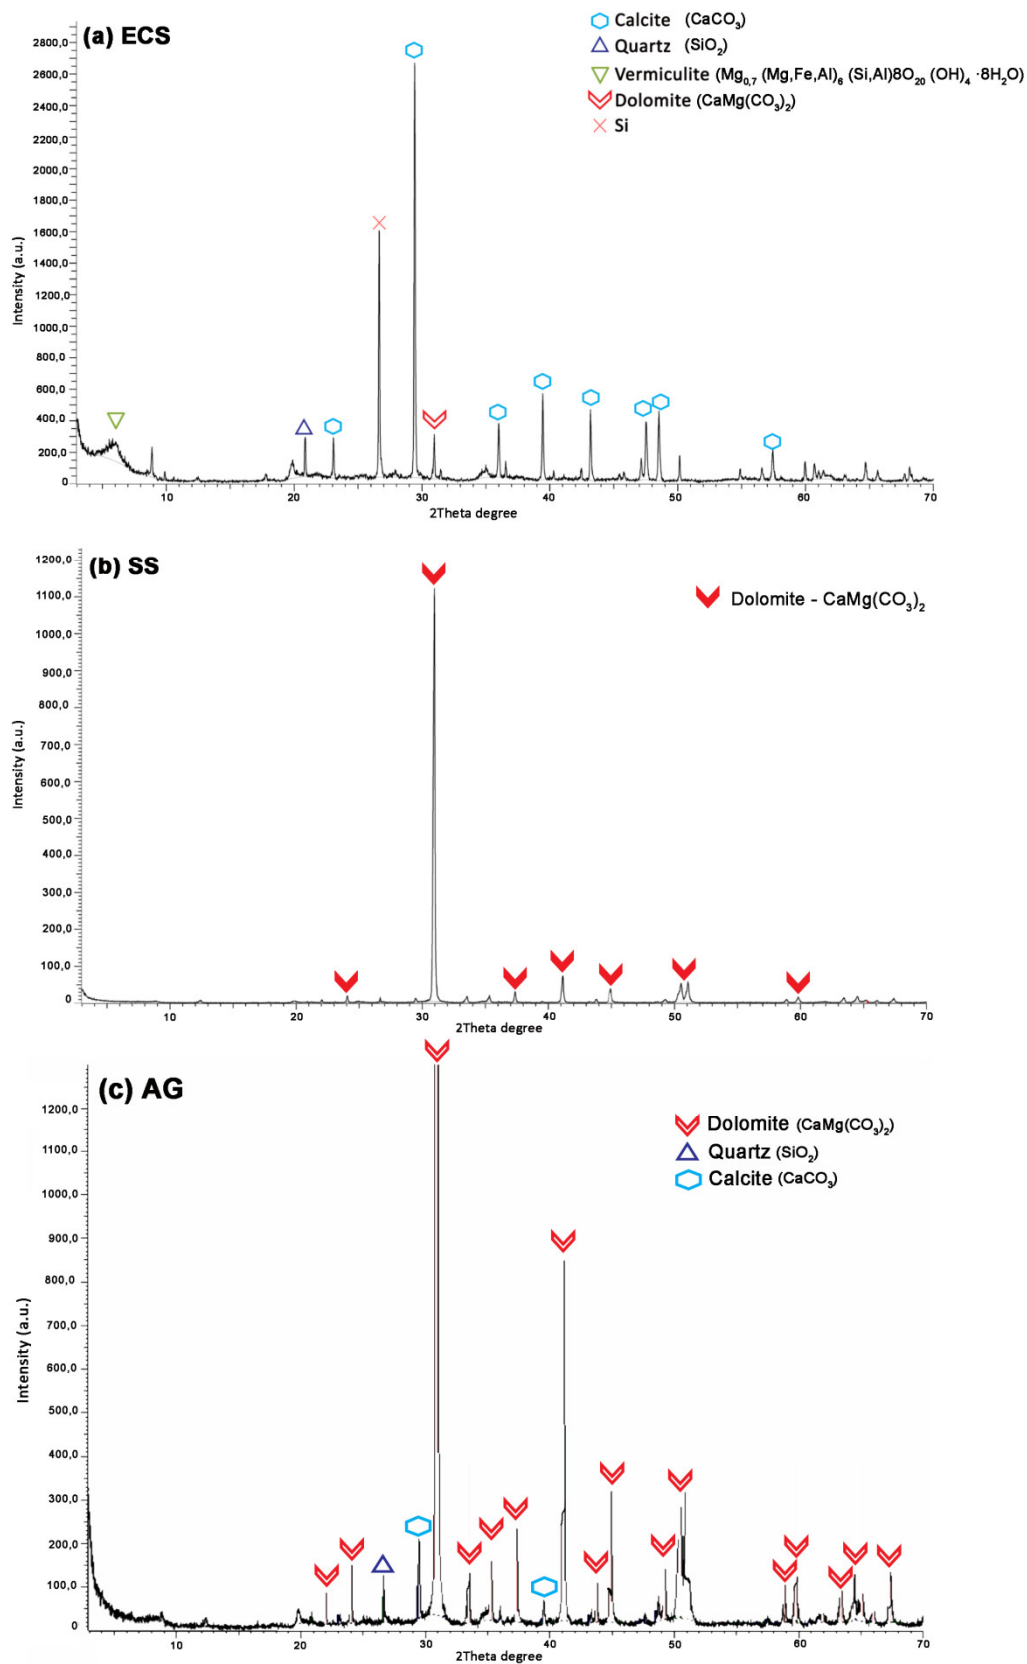 (a) ECS
Calcite (CaCO₃)
Quartz (SiO₂)
Vermiculite (Mg₀,₇ (Mg,Fe,Al)₆ (Si,Al)8O₂₀ (OH)₄ ·8H₂O)
Dolomite (CaMg(CO₃)₂)
Si
Intensity (a.u.)
2800,0
2600,0
2400,0
2200,0
2000,0
1800,0
1600,0
1400,0
1200,0
1000,0
800,0
600,0
400,0
200,0
0
10 20 30 40 50 60 70
2Theta degree
(b) SS
Dolomite - CaMg(CO₃)₂
Intensity (a.u.)
1200,0
1100,0
1000,0
900,0
800,0
700,0
600,0
500,0
400,0
300,0
200,0
100,0
0
10 20 30 40 50 60 70
2Theta degree
(c) AG
Dolomite (CaMg(CO₃)₂)
Quartz (SiO₂)
Calcite (CaCO₃)
Intensity (a.u.)
1200,0
1100,0
1000,0
900,0
800,0
700,0
600,0
500,0
400,0
300,0
200,0
100,0
0
10 20 30 40 50 60 70
2Theta degree